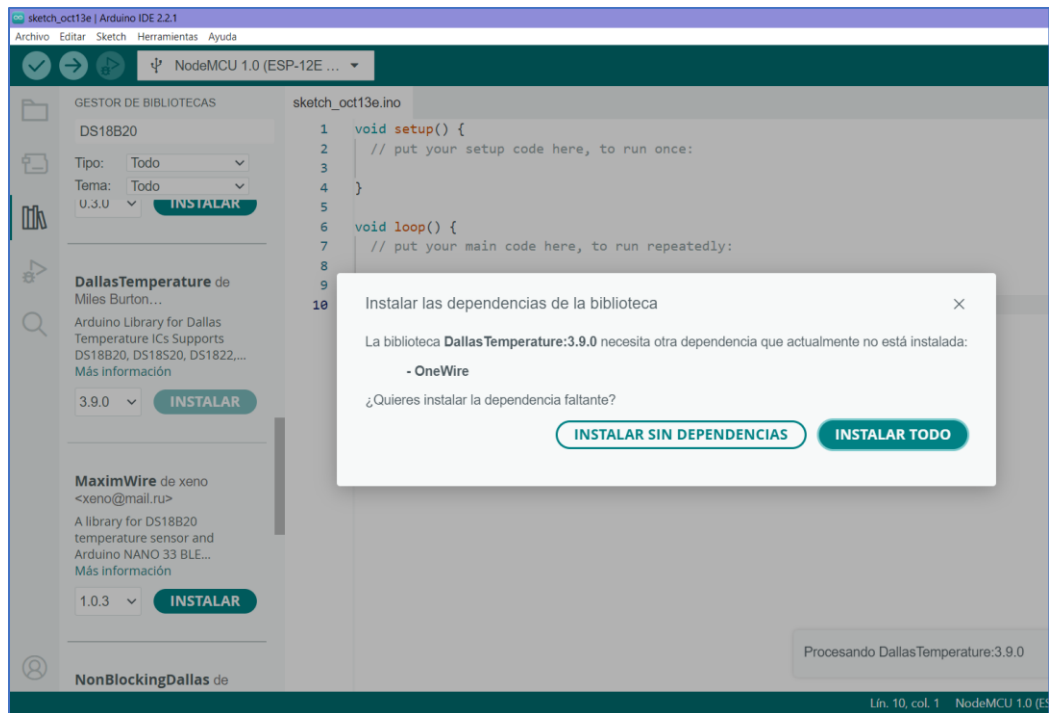 sketch_oct13e | Arduino IDE 2.2.1
Archivo Editar Sketch Herramientas Ayuda
NodeMCU 1.0 (ESP-12E ...
GESTOR DE BIBLIOTECAS
DS18B20
Tipo: Todo
Tema: Todo
0.3.0 INSTALAR
DallasTemperature de
Miles Burton...
Arduino Library for Dallas
Temperature ICs Supports
DS18B20, DS18S20, DS1822,...
Más información
3.9.0 INSTALAR
MaximWire de xeno
<xeno@mail.ru>
A library for DS18B20
temperature sensor and
Arduino NANO 33 BLE...
Más información
1.0.3 INSTALAR
NonBlockingDallas de
sketch_oct13e.ino
1 void setup() {
2 // put your setup code here, to run once:
3
4 }
5
6 void loop() {
7 // put your main code here, to run repeatedly:
8
9
10
Instalar las dependencias de la biblioteca
La biblioteca DallasTemperature:3.9.0 necesita otra dependencia que actualmente no está instalada:
- OneWire
¿Quieres instalar la dependencia faltante?
INSTALAR SIN DEPENDENCIAS INSTALAR TODO
Procesando DallasTemperature:3.9.0
Lín. 10, col. 1 NodeMCU 1.0 (ES